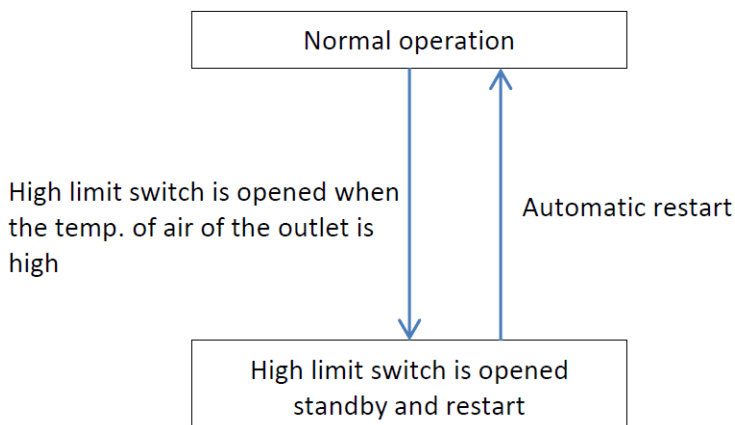 Normal operation
High limit switch is opened when
the temp. of air of the outlet is
high
Automatic restart
High limit switch is opened
standby and restart